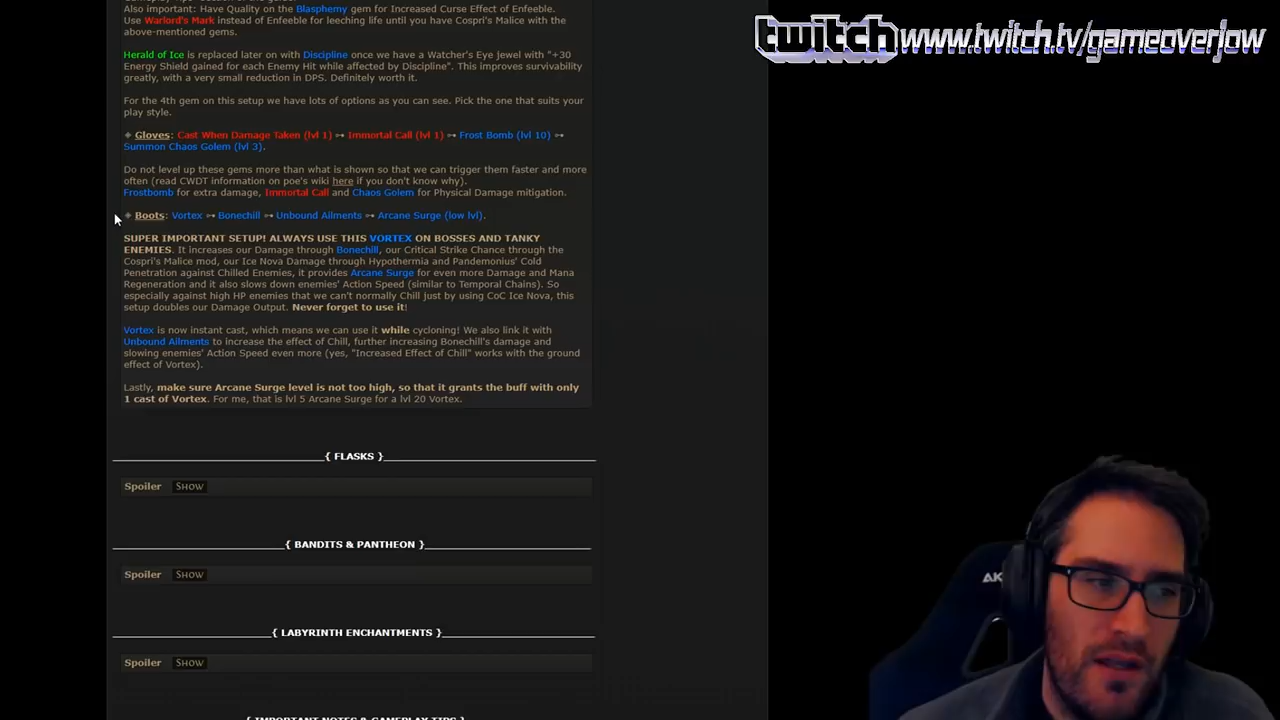 Also important: Have Quality on the Blasphemy gem for Increased Curse Effect of Enfeeble.
Use Warlord's Mark instead of Enfeeble for leeching life until you have Cospri's Malice with the
above-mentioned gems.
Herald of Ice is replaced later on with Discipline once we have a Watcher's Eye jewel with "+30
Energy Shield gained for each Enemy Hit while affected by Discipline". This improves survivability
greatly, with a very small reduction in DPS. Definitely worth it.
For the 4th gem on this setup we have lots of options as you can see. Pick the one that suits your
play style.
Gloves: Cast When Damage Taken (lvl 1) Immortal Call (lvl 1) Frost Bomb (lvl 10)
Summon Chaos Golem (lvl 3).
Do not level up these gems more than what is shown so that we can trigger them faster and more
often (read CWDT information on poe's wiki here if you don't know why).
Frostbomb for extra damage, Immortal Call and Chaos Golem for Physical Damage mitigation.
Boots: Vortex Bonechill Unbound Ailments Arcane Surge (low lvl).
SUPER IMPORTANT SETUP! ALWAYS USE THIS VORTEX ON BOSSES AND TANKY
ENEMIES. It increases our Damage through Bonechill, our Critical Strike Chance through the
Cospri's Malice mod, our Ice Nova Damage through Hypothermia and Pandemonius' Cold
Penetration against Chilled Enemies, it provides Arcane Surge for even more Damage and Mana
Regeneration and it also slows down enemies' Action Speed (similar to Temporal Chains). So
especially against high HP enemies that we can't normally Chill just by using CoC Ice Nova, this
setup doubles our Damage Output. Never forget to use it!
Vortex is now instant cast, which means we can use it while cycloning! We also link it with
Unbound Ailments to increase the effect of Chill, further increasing Bonechill's damage and
slowing enemies' Action Speed even more (yes, "Increased Effect of Chill" works with the ground
effect of Vortex).
Lastly, make sure Arcane Surge level is not too high, so that it grants the buff with only
1 cast of Vortex. For me, that is lvl 5 Arcane Surge for a lvl 20 Vortex.
{ FLASKS }
Spoiler SHOW
{ BANDITS & PANTHEON }
Spoiler SHOW
{ LABYRINTH ENCHANTMENTS }
Spoiler SHOW
{ IMPORTANT NOTES & GAMEPLAY TIPS }
twitch www.twitch.tv/gameoverjow
AK